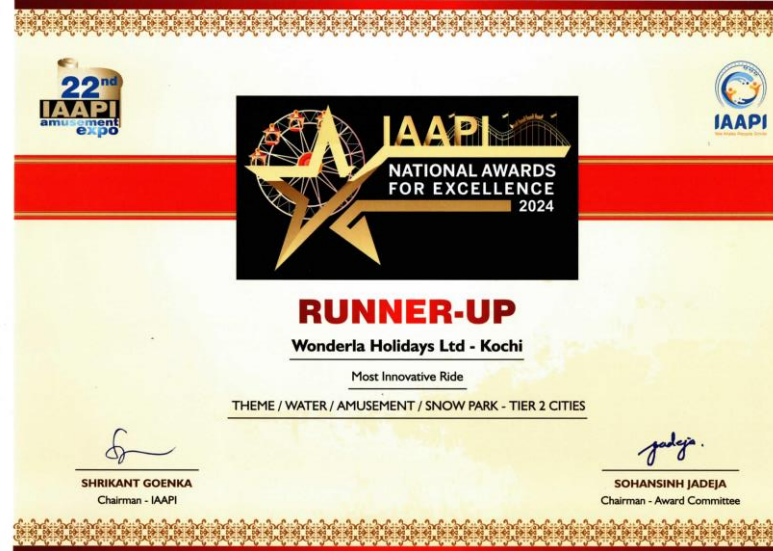 22nd
IAAPI
amusement
expo
IAAPI
IAAPI
NATIONAL AWARDS
FOR EXCELLENCE
2024
RUNNER-UP
Wonderla Holidays Ltd - Kochi
Most Innovative Ride
THEME / WATER / AMUSEMENT / SNOW PARK - TIER 2 CITIES
jadeja.
SHRIKANT GOENKA
Chairman - IAAPI
SOHANSINH JADEJA
Chairman - Award Committee